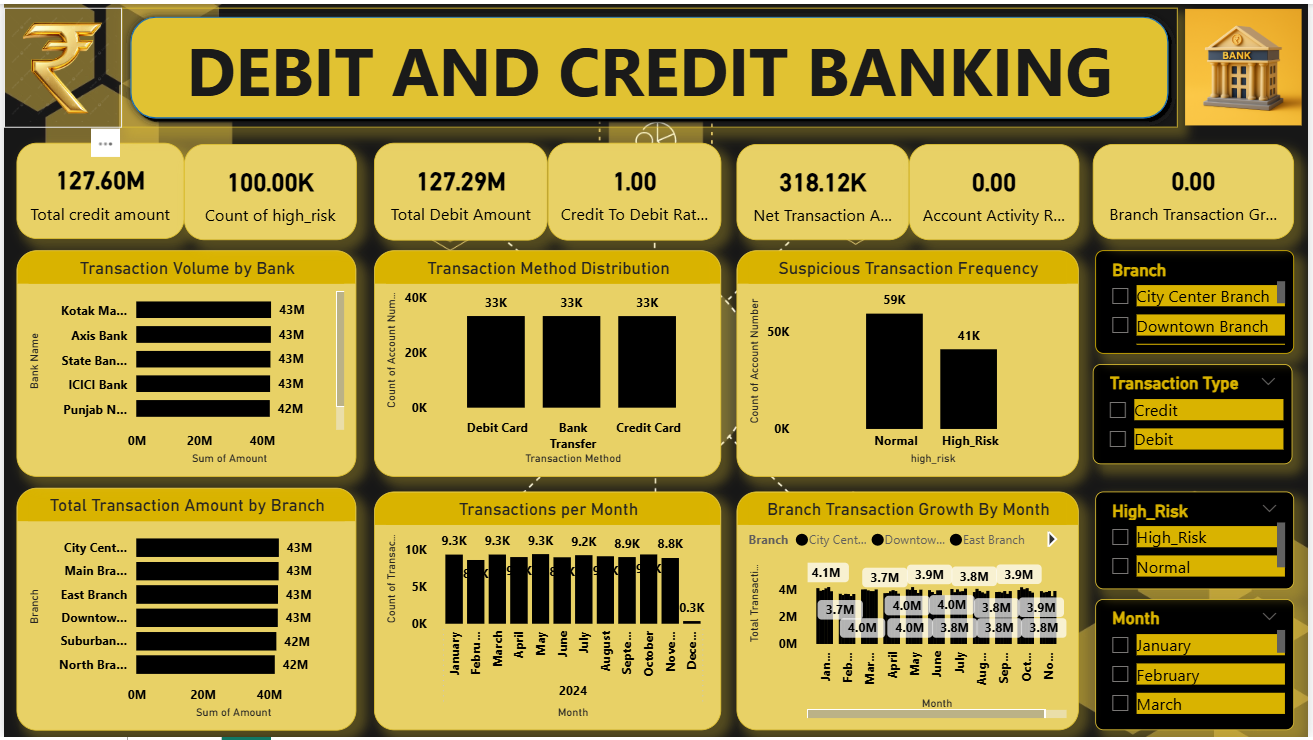 DEBIT AND CREDIT BANKING
BANK
127.60M
Total credit amount
100.00K
Count of high_risk
127.29M
Total Debit Amount
1.00
Credit To Debit Rat...
318.12K
Net Transaction A...
0.00
Account Activity R...
0.00
Branch Transaction Gr...
Transaction Volume by Bank
Bank Name
Kotak Ma... 43M
Axis Bank 43M
State Ban... 43M
ICICI Bank 43M
Punjab N... 42M
0M 20M 40M
Sum of Amount
Transaction Method Distribution
Count of Account Num...
40K
20K
0K
33K 33K 33K
Debit Card Bank Transfer Credit Card
Transaction Method
Suspicious Transaction Frequency
Count of Account Number
50K
0K
59K 41K
Normal High_Risk
high_risk
Branch
City Center Branch
Downtown Branch
Transaction Type
Credit
Debit
Total Transaction Amount by Branch
Branch
City Cent... 43M
Main Bra... 43M
East Branch 43M
Downtow... 43M
Suburban... 42M
North Bra... 42M
0M 20M 40M
Sum of Amount
Transactions per Month
Count of Transac...
10K
5K
0K
9.3K 9.3K 9.3K 9.2K 8.9K 8.8K
0.3K
January Febru... March April May June July August Septe... October Nove... Dece...
2024
Month
Branch Transaction Growth By Month
Branch City Cent... Downtow... East Branch
Total Transacti...
4M
2M
0M
4.1M 3.7M 3.9M 3.8M 3.9M
3.7M 4.0M 4.0M 3.8M 3.9M
4.0M 4.0M 3.8M 3.8M 3.8M
Jan... Feb... Mar... April May June July Aug... Sep... Oct... No...
Month
High_Risk
High_Risk
Normal
Month
January
February
March